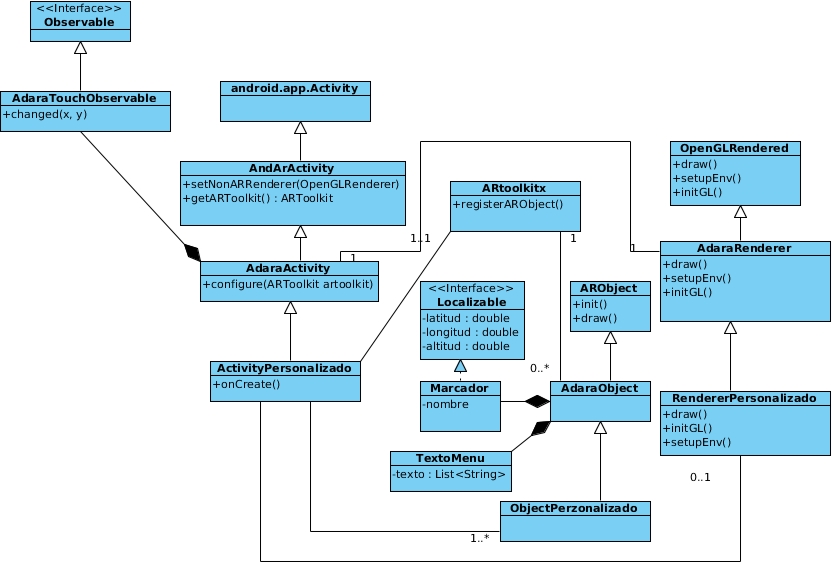 <<Interface>>
Observable
AdaraTouchObservable
+changed(x, y)
android.app.Activity
AndArActivity
+setNonARRenderer(OpenGLRenderer)
+getARToolkit() : ARToolkit
ARtoolkitx
+registerARObject()
OpenGLRendered
+draw()
+setupEnv()
+initGL()
1..1
1
1
1
AdaraActivity
+configure(ARToolkit artoolkit)
AdaraRenderer
+draw()
+setupEnv()
+initGL()
<<Interface>>
Localizable
-latitud : double
-longitud : double
-altitud : double
ARObject
+init()
+draw()
ActivityPersonalizado
+onCreate()
0..*
Marcador
-nombre
AdaraObject
RendererPersonalizado
+draw()
+initGL()
+setupEnv()
TextoMenu
-texto : List<String>
0..1
ObjectPerzonalizado
1..*